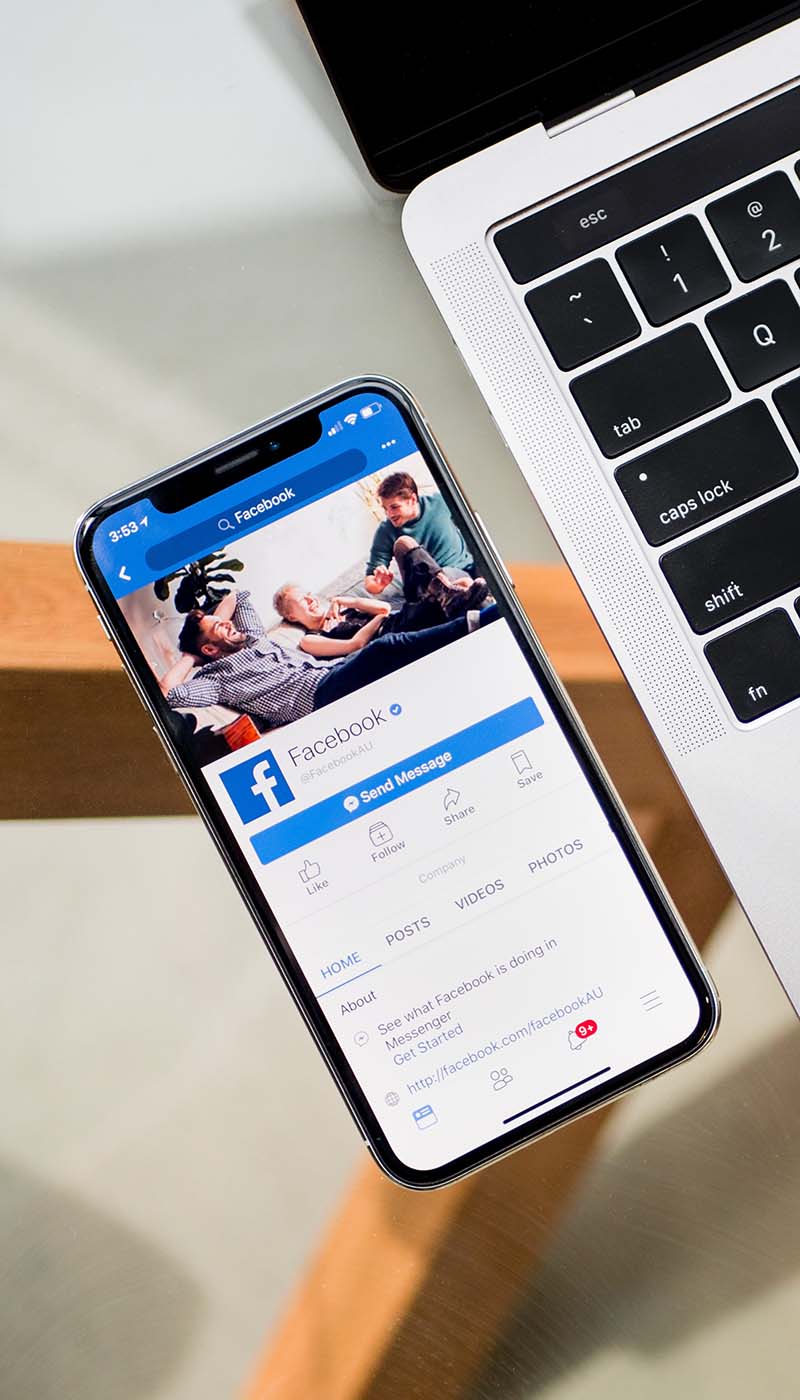 3:53
Facebook
Facebook
@FacebookAU
Send Message
Like
Follow
Share
Save
Company
HOME
POSTS
VIDEOS
PHOTOS
About
See what Facebook is doing in
Messenger
Get Started
http://facebook.com/facebookAU
9+
esc
~
`
!
1
@
2
tab
Q
caps lock
shift
fn